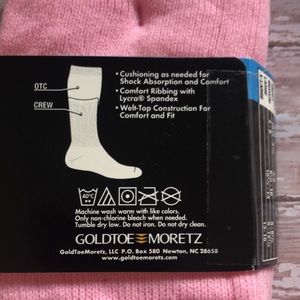 OTC
CREW
• Cushioning as needed for
Shock Absorption and Comfort
• Comfort Ribbing with
Lycra® Spandex
• Welt-Top Construction For
Comfort and Fit
60°C
Machine wash warm with like colors.
Only non-chlorine bleach when needed.
Tumble dry low. Do not iron. Do not dry clean.
GOLDTOEMORETZ
GoldToeMoretz, LLC P.O. Box 580 Newton, NC 28658
www.goldtoemoretz.com